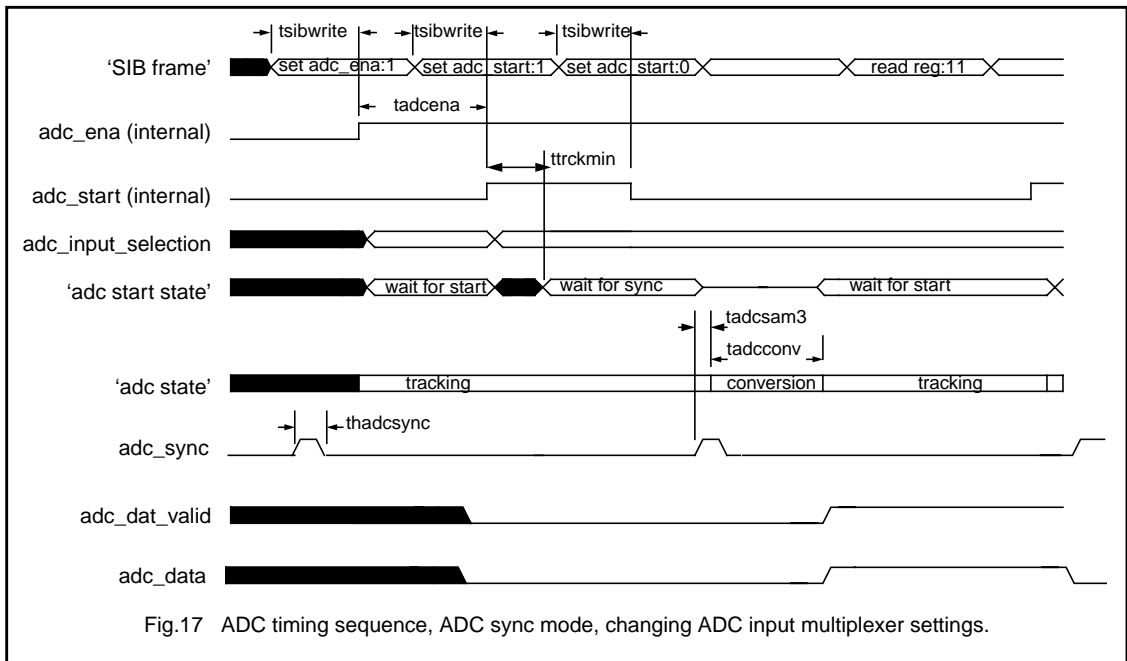 tsibwrite tsibwrite tsibwrite
‘SIB frame’ set adc_ena:1 set adc_start:1 set adc_start:0 read reg:11
tadcena
adc_ena (internal)
ttrckmin
adc_start (internal)
adc_input_selection
‘adc start state’ wait for start wait for sync wait for start
tadcsam3
tadcconv
‘adc state’ tracking conversion tracking
thadcsync
adc_sync
adc_dat_valid
adc_data
Fig.17 ADC timing sequence, ADC sync mode, changing ADC input multiplexer settings.